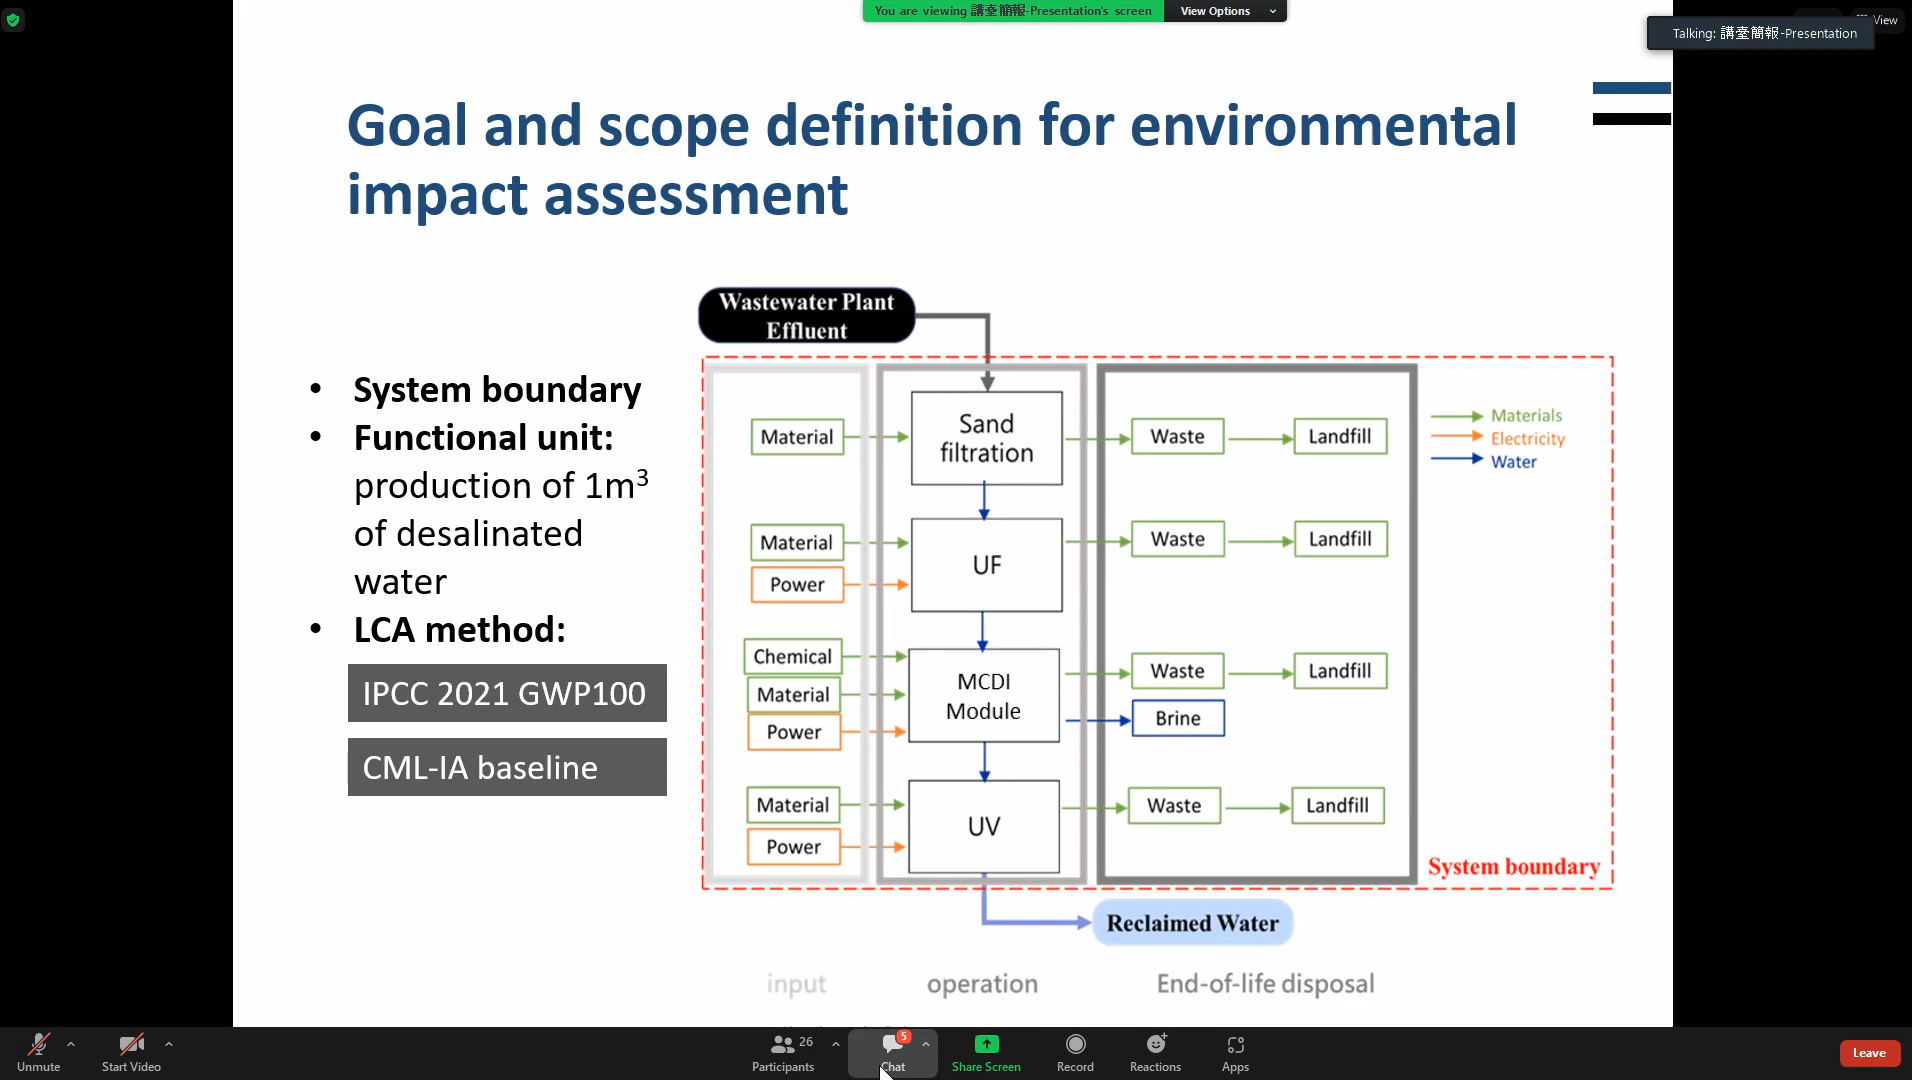 You are viewing 講臺簡報-Presentation's screen
View Options
View
Talking: 講臺簡報-Presentation
Goal and scope definition for environmental
impact assessment
• System boundary
• Functional unit:
production of 1m³
of desalinated
water
• LCA method:
IPCC 2021 GWP100
CML-IA baseline
Wastewater Plant
Effluent
Material
Sand
filtration
Waste
Landfill
Materials
Electricity
Water
Material
Power
UF
Waste
Landfill
Chemical
Material
Power
MCDI
Module
Waste
Landfill
Brine
Material
Power
UV
Waste
Landfill
System boundary
Reclaimed Water
input
operation
End-of-life disposal
Unmute
Start Video
26
Participants
5
Chat
Share Screen
Record
Reactions
Apps
Leave